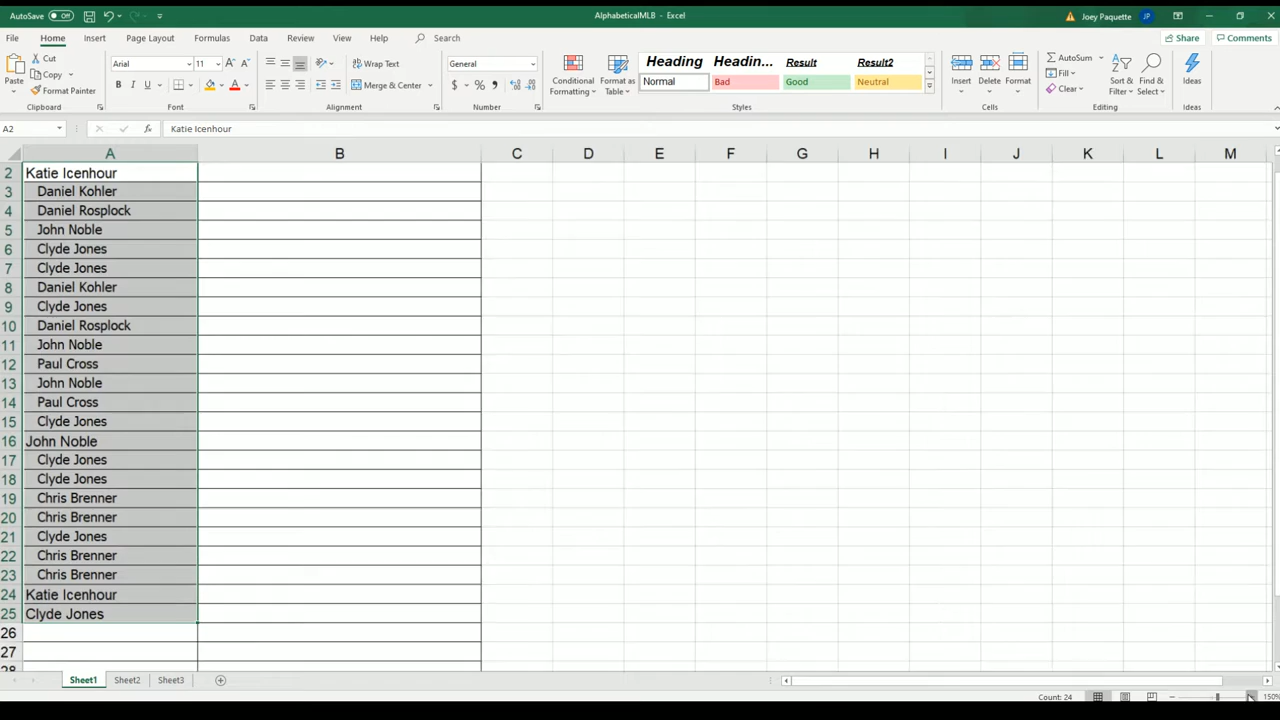 AutoSave Off AlphabeticalMLB - Excel Joey Paquette JP
File Home Insert Page Layout Formulas Data Review View Help Search Share Comments
Paste Cut Copy Format Painter Clipboard
Arial 11 A A B I U A Font
Wrap Text Merge & Center Alignment
General $ % , Number
Conditional Formatting Format as Table
Heading Headin... Result Result2
Normal Bad Good Neutral
Styles
Insert Delete Format Cells
AutoSum Fill Clear Sort & Filter Find & Select Editing
Ideas Ideas
A2 fx Katie Icenhour
A B C D E F G H I J K L M
2 Katie Icenhour
3 Daniel Kohler
4 Daniel Rosplock
5 John Noble
6 Clyde Jones
7 Clyde Jones
8 Daniel Kohler
9 Clyde Jones
10 Daniel Rosplock
11 John Noble
12 Paul Cross
13 John Noble
14 Paul Cross
15 Clyde Jones
16 John Noble
17 Clyde Jones
18 Clyde Jones
19 Chris Brenner
20 Chris Brenner
21 Clyde Jones
22 Chris Brenner
23 Chris Brenner
24 Katie Icenhour
25 Clyde Jones
26
27
28
Sheet1 Sheet2 Sheet3
Count: 24 150%